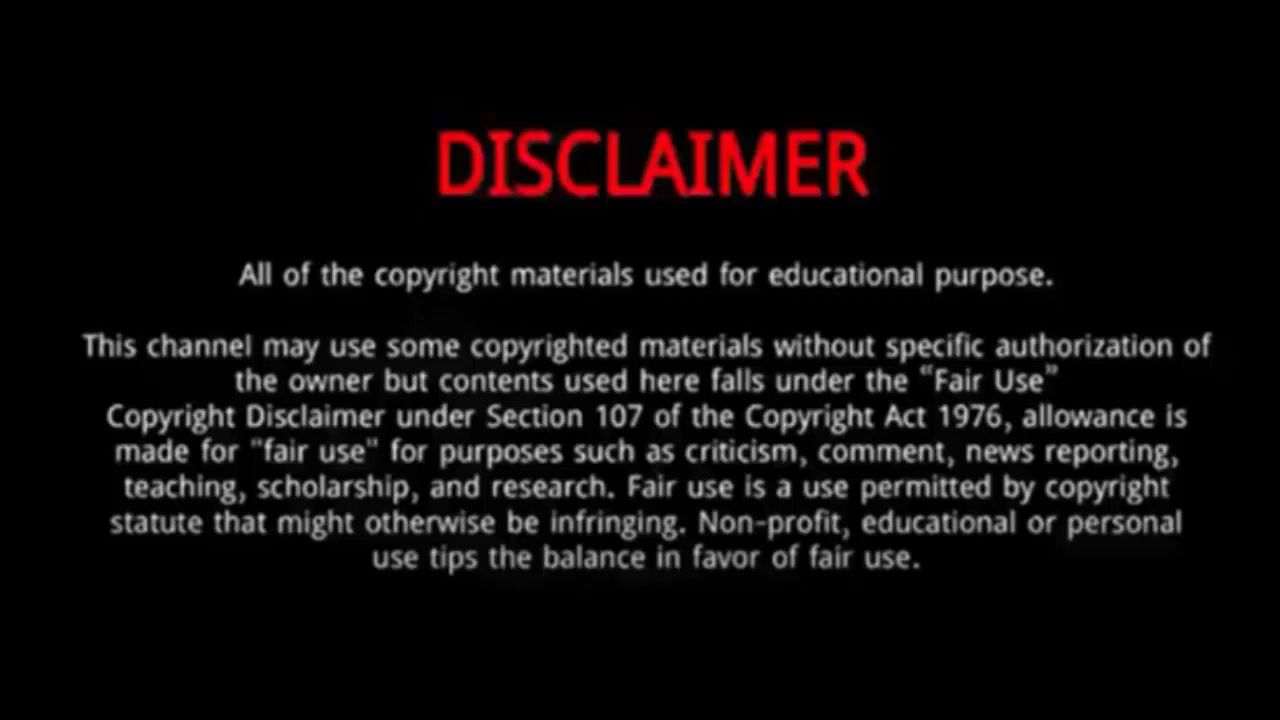 DISCLAIMER
All of the copyright materials used for educational purpose.
This channel may use some copyrighted materials without specific authorization of
the owner but contents used here falls under the “Fair Use”
Copyright Disclaimer under Section 107 of the Copyright Act 1976, allowance is
made for "fair use" for purposes such as criticism, comment, news reporting,
teaching, scholarship, and research. Fair use is a use permitted by copyright
statute that might otherwise be infringing. Non-profit, educational or personal
use tips the balance in favor of fair use.